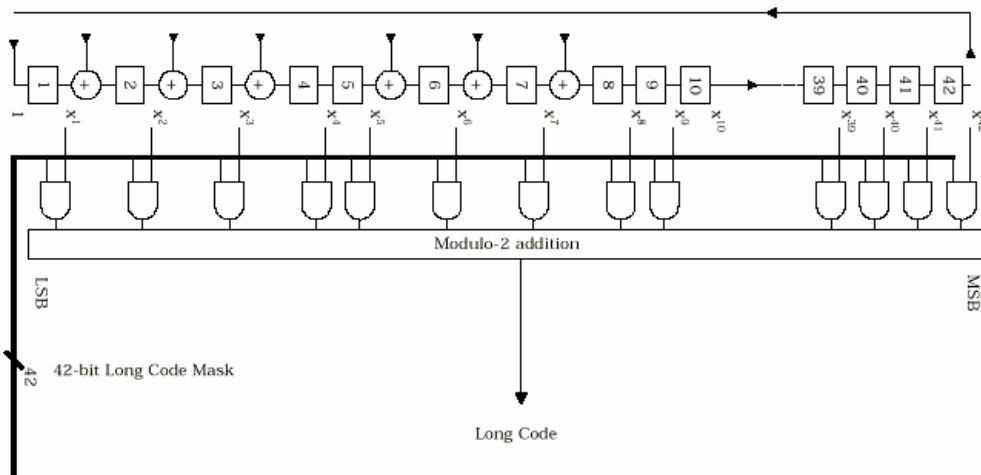 1 + 2 + 3 + 4 5 + 6 + 7 + 8 9 10 39 40 41 42
1 x¹ x² x³ x⁴ x⁵ x⁶ x⁷ x⁸ x⁹ x¹⁰ x³⁹ x⁴⁰ x⁴¹ x⁴²
Modulo-2 addition
LSB MSB
42 42-bit Long Code Mask
Long Code